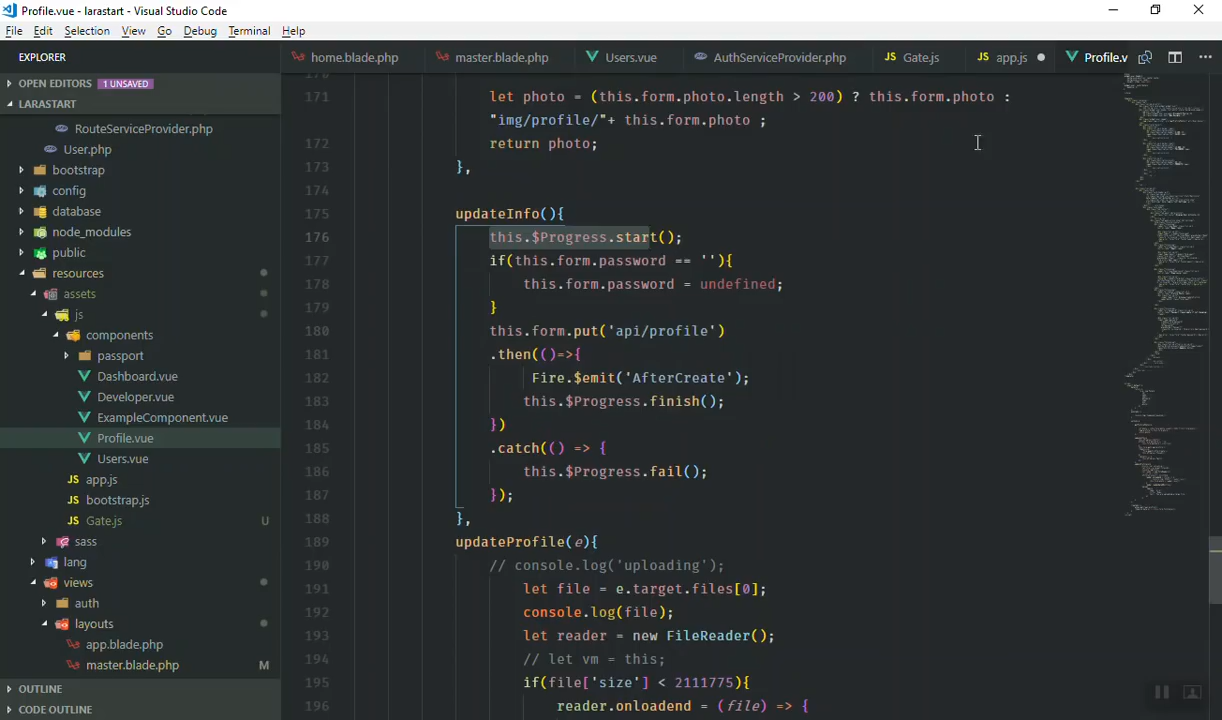 Profile.vue - larastart - Visual Studio Code
File Edit Selection View Go Debug Terminal Help
EXPLORER
home.blade.php master.blade.php Users.vue AuthServiceProvider.php JS Gate.js JS app.js Profile.v
OPEN EDITORS 1 UNSAVED
LARASTART
RouteServiceProvider.php
User.php
bootstrap
config
database
node_modules
public
resources
assets
js
components
passport
Dashboard.vue
Developer.vue
ExampleComponent.vue
Profile.vue
Users.vue
JS app.js
JS bootstrap.js
JS Gate.js U
sass
lang
views
auth
layouts
app.blade.php
master.blade.php M
OUTLINE
CODE OUTLINE
170
171 let photo = (this.form.photo.length > 200) ? this.form.photo :
"img/profile/"+ this.form.photo ;
172 return photo;
173 },
174
175 updateInfo(){
176 this.$Progress.start();
177 if(this.form.password == ''){
178 this.form.password = undefined;
179 }
180 this.form.put('api/profile')
181 .then(()=>{
182 Fire.$emit('AfterCreate');
183 this.$Progress.finish();
184 })
185 .catch(() => {
186 this.$Progress.fail();
187 });
188 },
189 updateProfile(e){
190 // console.log('uploading');
191 let file = e.target.files[0];
192 console.log(file);
193 let reader = new FileReader();
194 // let vm = this;
195 if(file['size'] < 2111775){
196 reader.onloadend = (file) => {